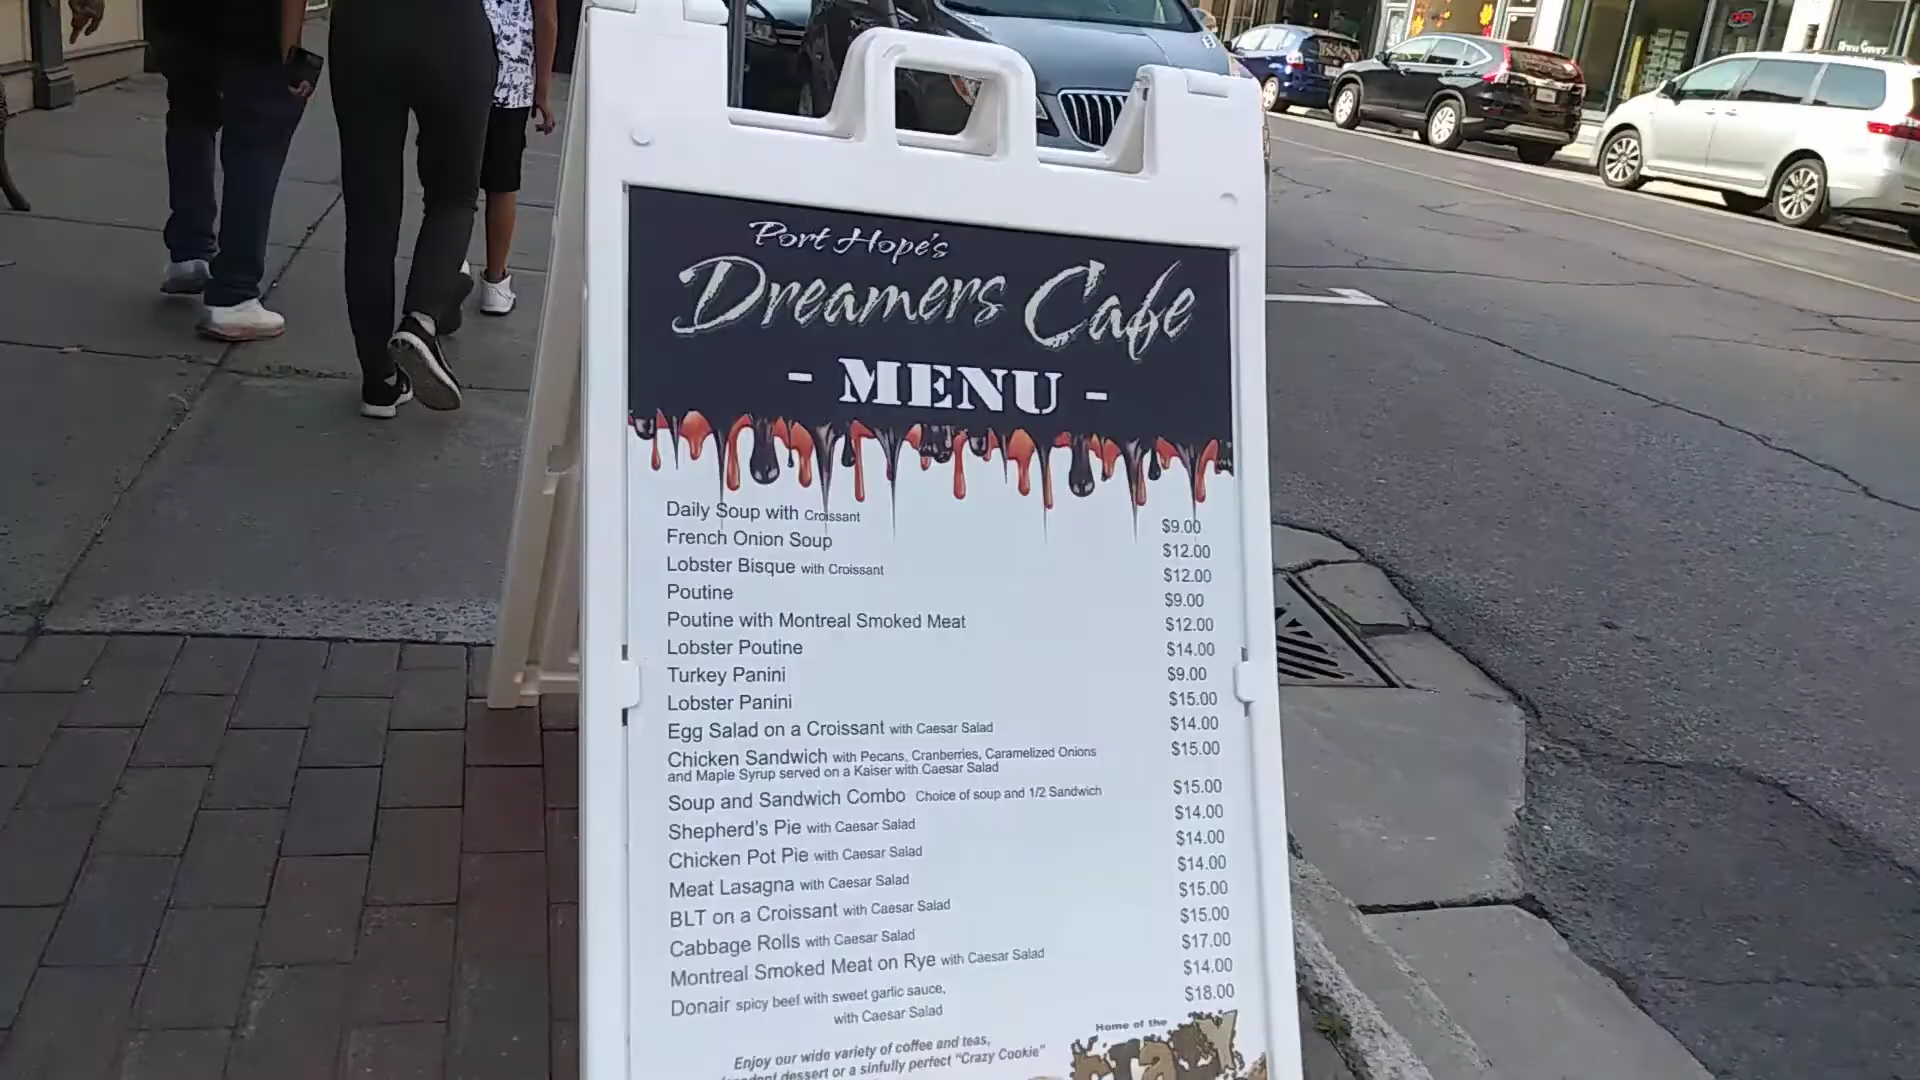 Port Hope's
Dreamers Cafe
- MENU -
Daily Soup with Croissant $9.00
French Onion Soup $12.00
Lobster Bisque with Croissant $12.00
Poutine $9.00
Poutine with Montreal Smoked Meat $12.00
Lobster Poutine $14.00
Turkey Panini $9.00
Lobster Panini $15.00
Egg Salad on a Croissant with Caesar Salad $14.00
Chicken Sandwich with Pecans, Cranberries, Caramelized Onions $15.00
and Maple Syrup served on a Kaiser with Caesar Salad
Soup and Sandwich Combo Choice of soup and 1/2 Sandwich $15.00
Shepherd's Pie with Caesar Salad $14.00
Chicken Pot Pie with Caesar Salad $14.00
Meat Lasagna with Caesar Salad $14.00
BLT on a Croissant with Caesar Salad $15.00
Cabbage Rolls with Caesar Salad $15.00
Montreal Smoked Meat on Rye with Caesar Salad $17.00
Donair spicy beef with sweet garlic sauce, $14.00
with Caesar Salad $18.00
Enjoy our wide variety of coffee and teas,
dessert or a sinfully perfect "Crazy Cookie"
Home of the
CRaZY